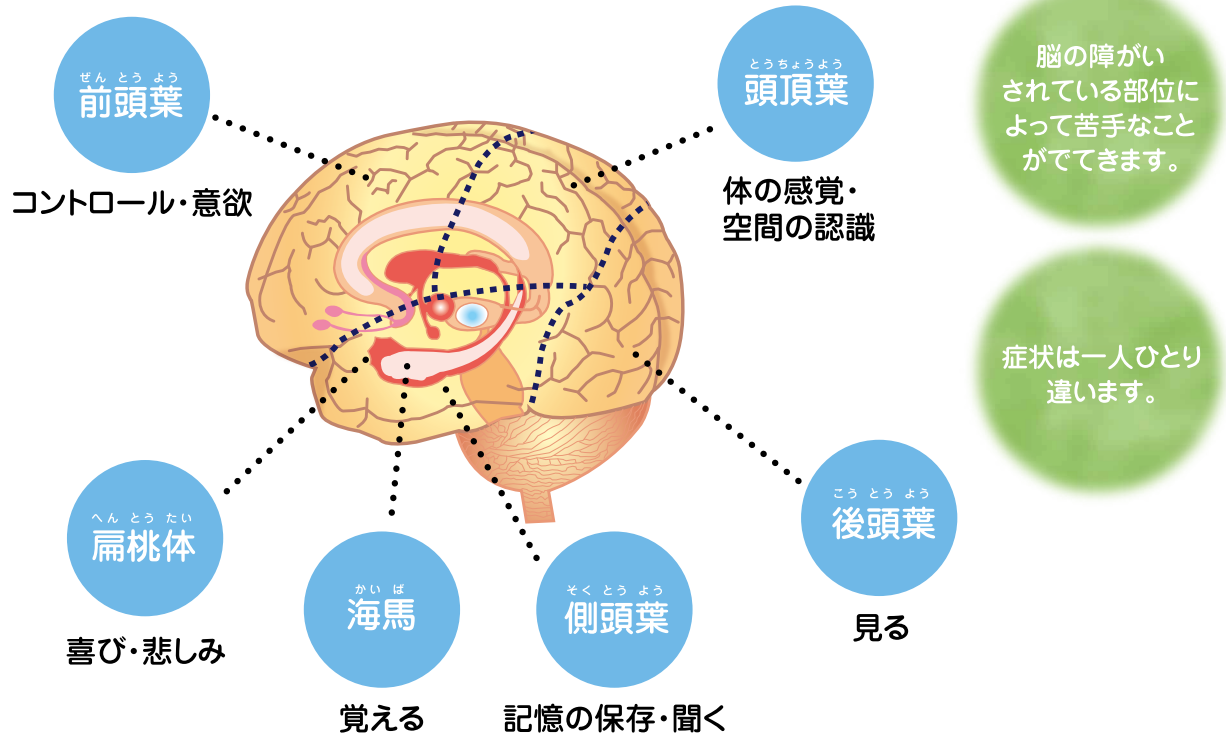 ぜん とう よう
前頭葉
コントロール・意欲
とうちょうよう
頭頂葉
体の感覚・
空間の認識
脳の障がい
されている部位に
よって苦手なこと
がでてきます。
症状は一人ひとり
違います。
へん とう たい
扁桃体
喜び・悲しみ
かい ば
海馬
覚える
そく とう よう
側頭葉
記憶の保存・聞く
こう とう よう
後頭葉
見る